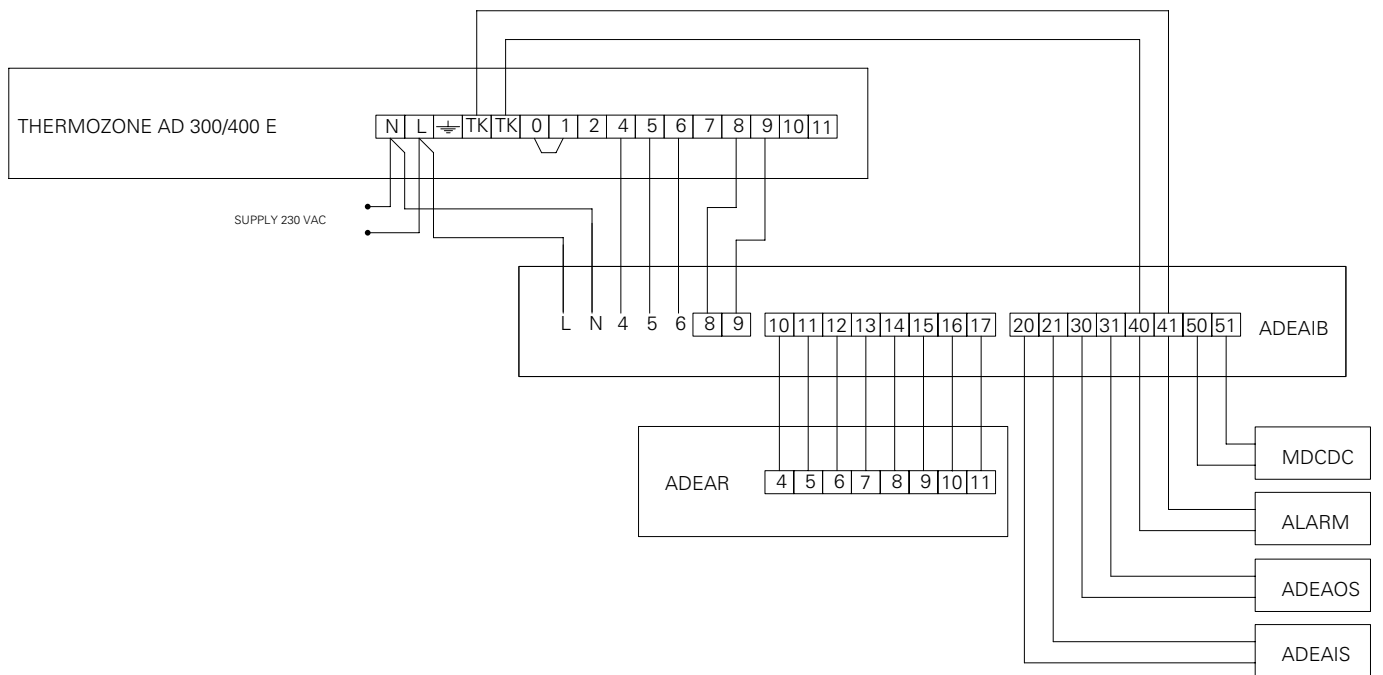 THERMOZONE AD 300/400 E N L TK TK 0 1 2 4 5 6 7 8 9 10 11
SUPPLY 230 VAC
L N 4 5 6 8 9 10 11 12 13 14 15 16 17 20 21 30 31 40 41 50 51 ADEAIB
MDCDC
ADEAR 4 5 6 7 8 9 10 11
ALARM
ADEAOS
ADEAIS